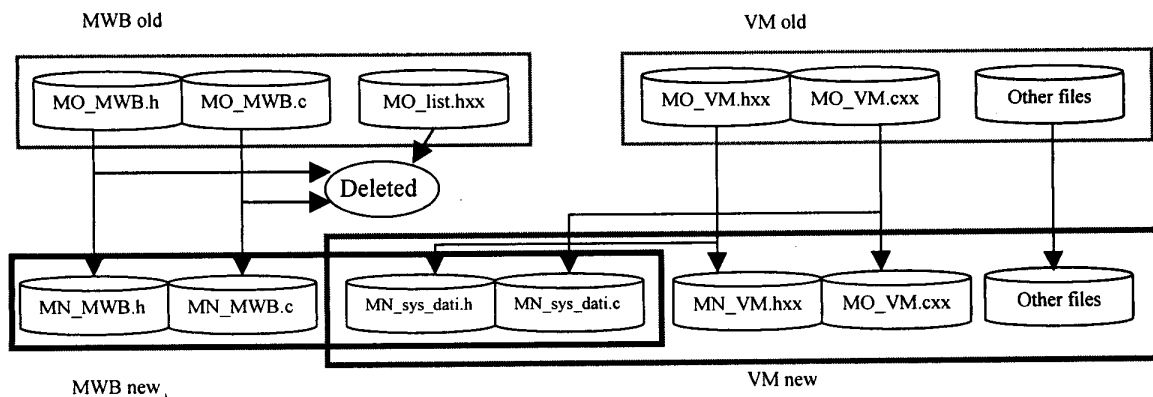 MWB old
VM old
MO_MWB.h
MO_MWB.c
MO_list.hxx
MO_VM.hxx
MO_VM.cxx
Other files
Deleted
MN_MWB.h
MN_MWB.c
MN_sys_dati.h
MN_sys_dati.c
MN_VM.hxx
MO_VM.cxx
Other files
MWB new
VM new